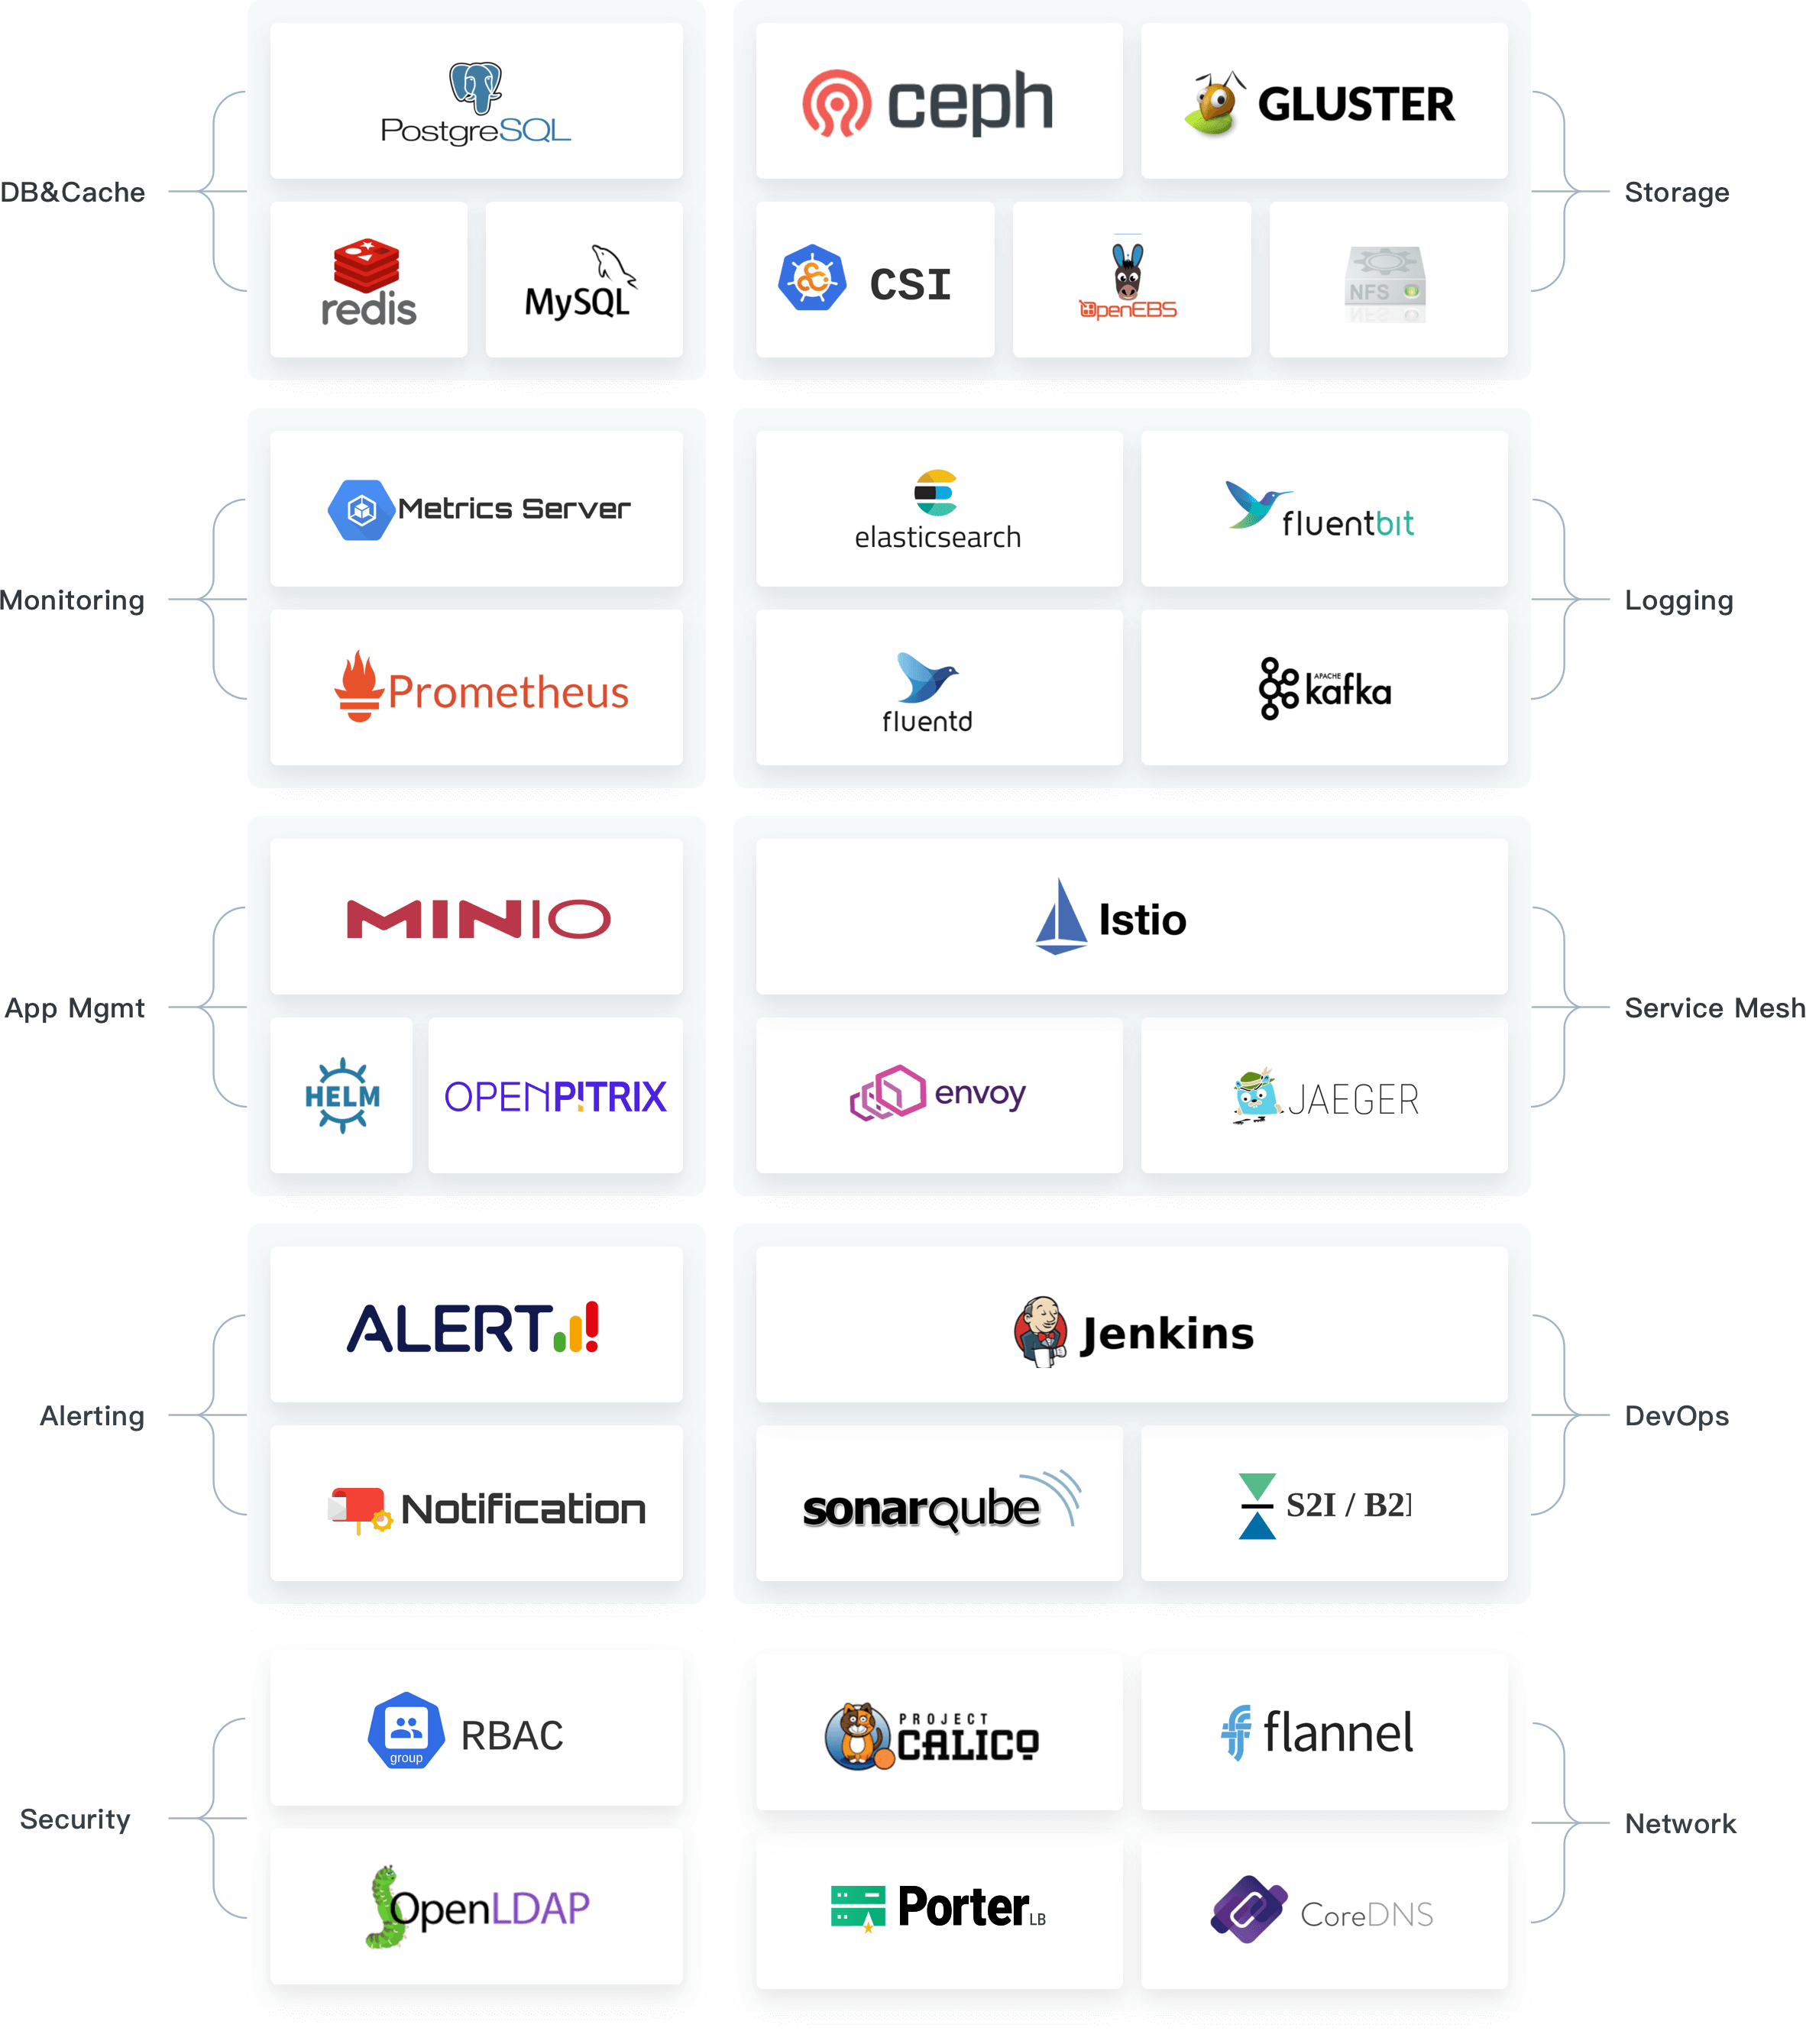 DB&Cache
PostgreSQL
redis
MySQL
ceph
GLUSTER
CSI
OpenEBS
NFS
Storage
Monitoring
Metrics Server
Prometheus
elasticsearch
fluentbit
fluentd
APACHE
kafka
Logging
App Mgmt
MINIO
HELM
OPENPITRIX
Istio
envoy
JAEGER
Service Mesh
Alerting
ALERT
Notification
Jenkins
sonarqube
S2I / B2I
DevOps
Security
group
RBAC
OpenLDAP
PROJECT
CALICO
flannel
Porter LB
CoreDNS
Network